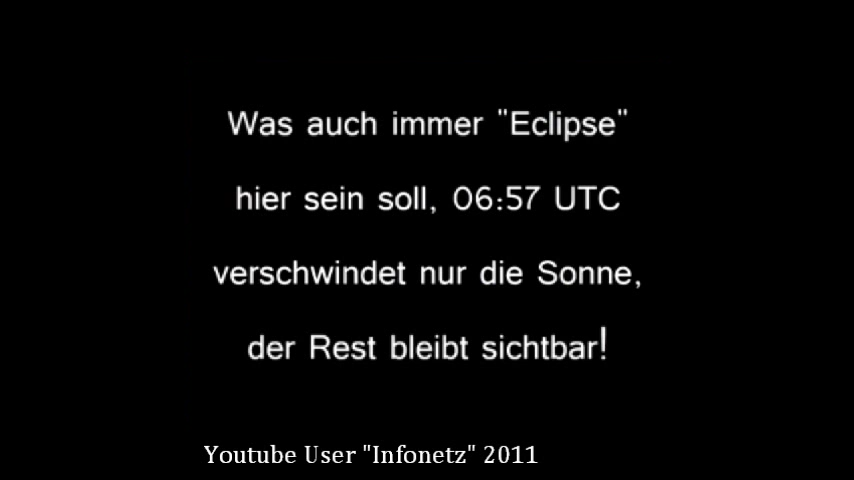 Was auch immer "Eclipse"
hier sein soll, 06:57 UTC
verschwindet nur die Sonne,
der Rest bleibt sichtbar!
Youtube User "Infonetz" 2011